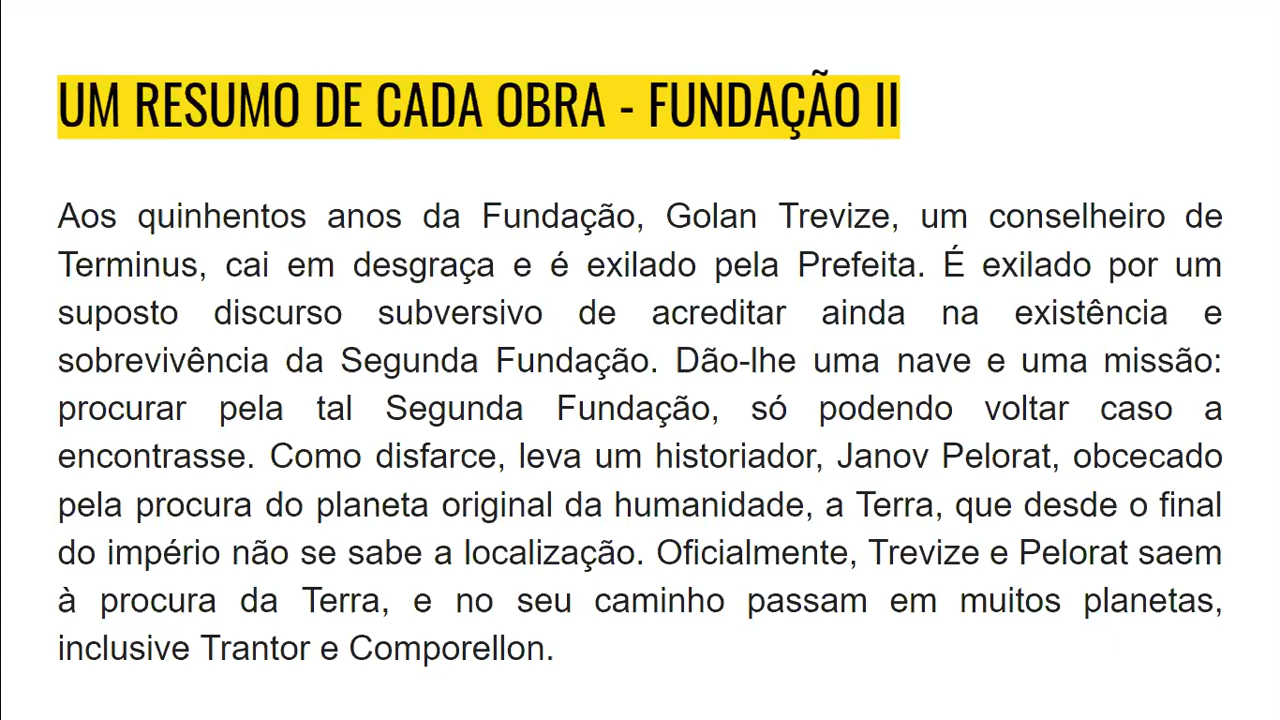 UM RESUMO DE CADA OBRA - FUNDAÇÃO II
Aos quinhentos anos da Fundação, Golan Trevize, um conselheiro de
Terminus, cai em desgraça e é exilado pela Prefeita. É exilado por um
suposto discurso subversivo de acreditar ainda na existência e
sobrevivência da Segunda Fundação. Dão-lhe uma nave e uma missão:
procurar pela tal Segunda Fundação, só podendo voltar caso a
encontrasse. Como disfarce, leva um historiador, Janov Pelorat, obcecado
pela procura do planeta original da humanidade, a Terra, que desde o final
do império não se sabe a localização. Oficialmente, Trevize e Pelorat saem
à procura da Terra, e no seu caminho passam em muitos planetas,
inclusive Trantor e Comporellon.